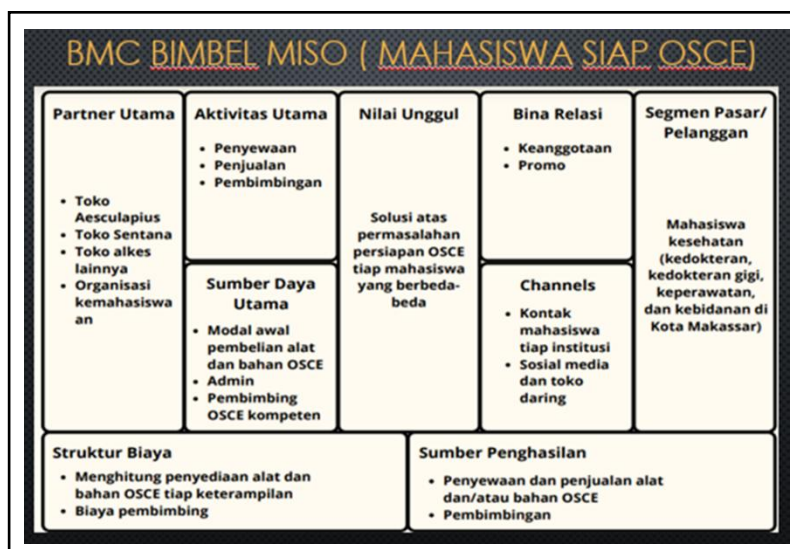 BMC BIMBEL MISO ( MAHASISWA SIAP OSCE)
Partner Utama
• Toko
Aesculapius
• Toko Sentana
• Toko alkes
lainnya
• Organisasi
kemahasiswa
an
Aktivitas Utama
• Penyewaan
• Penjualan
• Pembimbingan
Sumber Daya
Utama
• Modal awal
pembelian alat
dan bahan OSCE
• Admin
• Pembimbing
OSCE kompeten
Nilai Unggul
Solusi atas
permasalahan
persiapan OSCE
tiap mahasiswa
yang berbeda-
beda
Bina Relasi
• Keanggotaan
• Promo
Channels
• Kontak
mahasiswa
tiap institusi
• Sosial media
dan toko
daring
Segmen Pasar/
Pelanggan
Mahasiswa
kesehatan
(kedokteran,
kedokteran gigi,
keperawatan,
dan kebidanan di
Kota Makassar)
Struktur Biaya
• Menghitung penyediaan alat dan
bahan OSCE tiap keterampilan
• Biaya pembimbing
Sumber Penghasilan
• Penyewaan dan penjualan alat
dan/atau bahan OSCE
• Pembimbingan